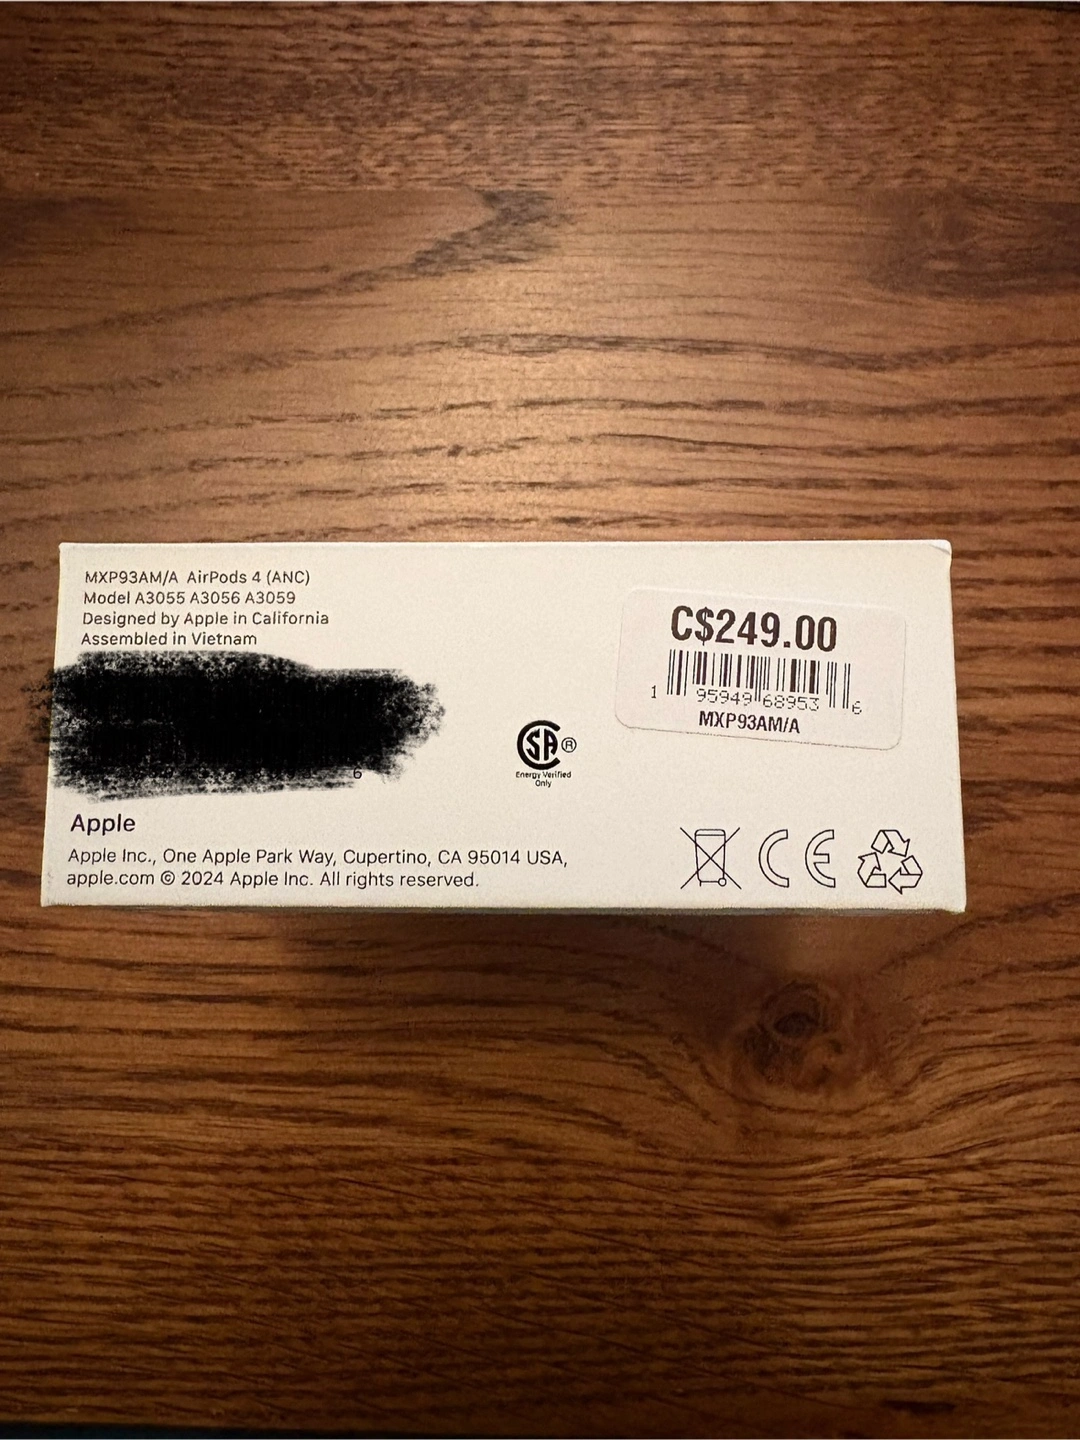 MXP93AM/A AirPods 4 (ANC)
Model A3055 A3056 A3059
Designed by Apple in California
Assembled in Vietnam
6
Apple
Apple Inc., One Apple Park Way, Cupertino, CA 95014 USA,
apple.com © 2024 Apple Inc. All rights reserved.
SA ®
Energy Verified
Only
C$249.00
1 95949 68953 6
MXP93AM/A
CE